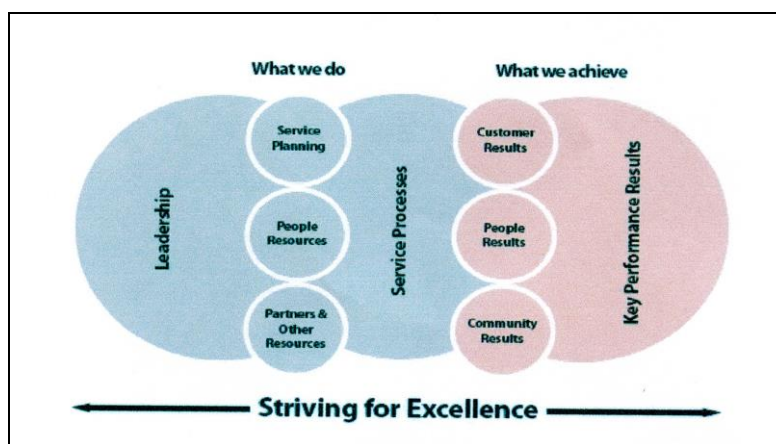 What we do
What we achieve
Leadership
Service
Planning
People
Resources
Partners &
Other
Resources
Service Processes
Customer
Results
People
Results
Community
Results
Key Performance Results
Striving for Excellence